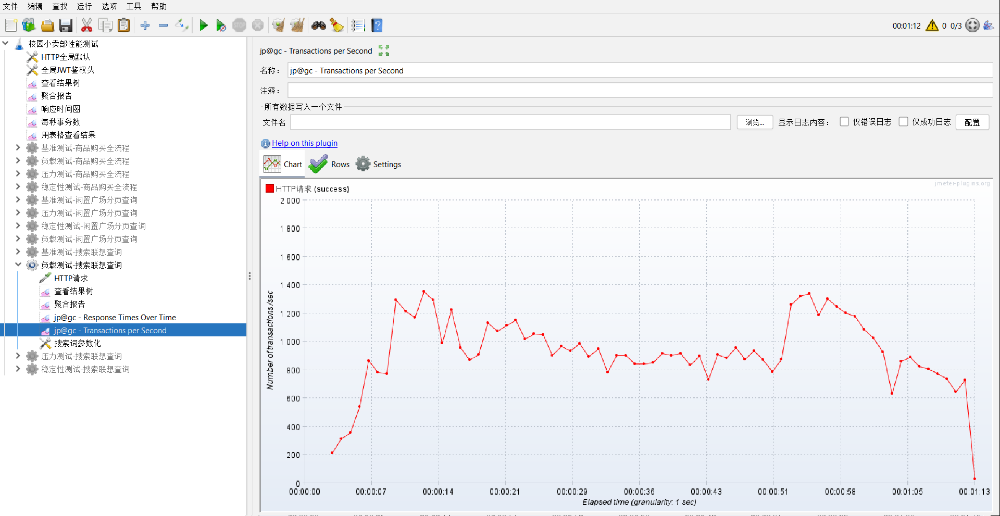 文件 编辑 查找 运行 选项 工具 帮助
STOP
00:01:12 0 0/3
校园小卖部性能测试
HTTP全局默认
全局JWT鉴权头
查看结果树
聚合报告
响应时间图
每秒事务数
用表格查看结果
基准测试-商品购买全流程
负载测试-商品购买全流程
压力测试-商品购买全流程
稳定性测试-商品购买全流程
基准测试-闲置广场分页查询
压力测试-闲置广场分页查询
稳定性测试-闲置广场分页查询
负载测试-闲置广场分页查询
基准测试-搜索联想查询
负载测试-搜索联想查询
HTTP请求
查看结果树
聚合报告
jp@gc - Response Times Over Time
jp@gc - Transactions per Second
搜索词参数化
压力测试-搜索联想查询
稳定性测试-搜索联想查询
jp@gc - Transactions per Second
名称： jp@gc - Transactions per Second
注释：
所有数据写入一个文件
文件名 浏览... 显示日志内容： 仅错误日志 仅成功日志 配置
Help on this plugin
Chart Rows Settings
HTTP请求 (success)
jmeter-plugins.org
2 000
1 800
1 600
1 400
1 200
1 000
800
600
400
200
0
Number of transactions /sec
00:00:00 00:00:07 00:00:14 00:00:21 00:00:29 00:00:36 00:00:43 00:00:51 00:00:58 00:01:05 00:01:13
Elapsed time (granularity: 1 sec)